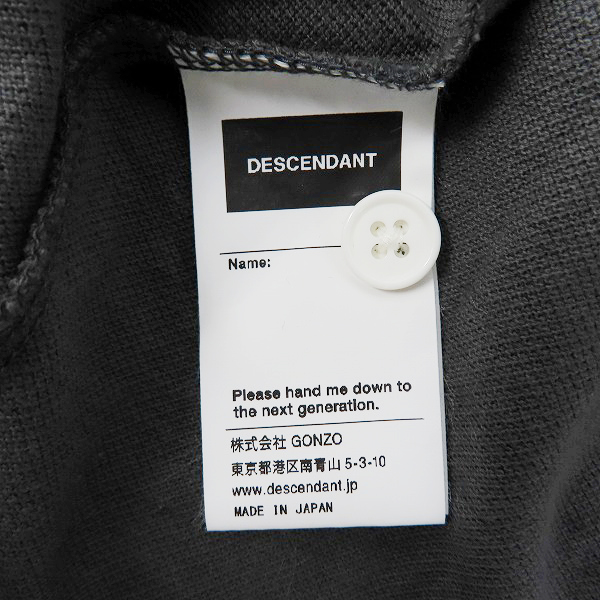 DESCENDANT
Name:
Please hand me down to
the next generation.
株式会社 GONZO
東京都港区南青山 5-3-10
www.descendant.jp
MADE IN JAPAN